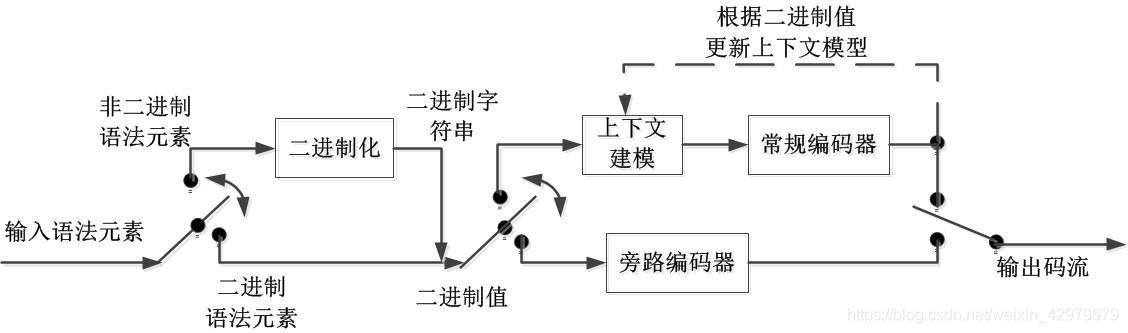 根据二进制值
更新上下文模型
非二进制
语法元素
二进制化
二进制字
符串
上下文
建模
常规编码器
输入语法元素
二进制
语法元素
二进制值
旁路编码器
输出码流
https://blog.csdn.net/weixin_42979679